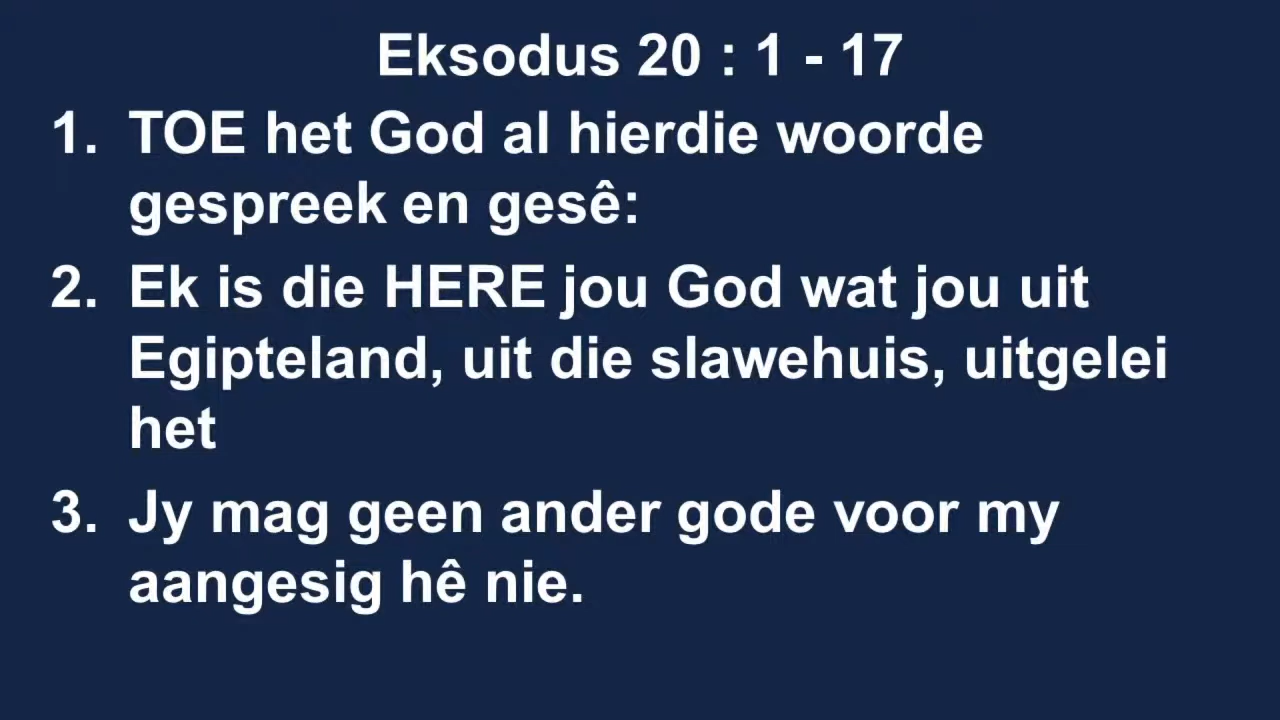 Eksodus 20 : 1 - 17
1. TOE het God al hierdie woorde
gespreek en gesê:
2. Ek is die HERE jou God wat jou uit
Egipteland, uit die slawehuis, uitgelei
het
3. Jy mag geen ander gode voor my
aangesig hê nie.